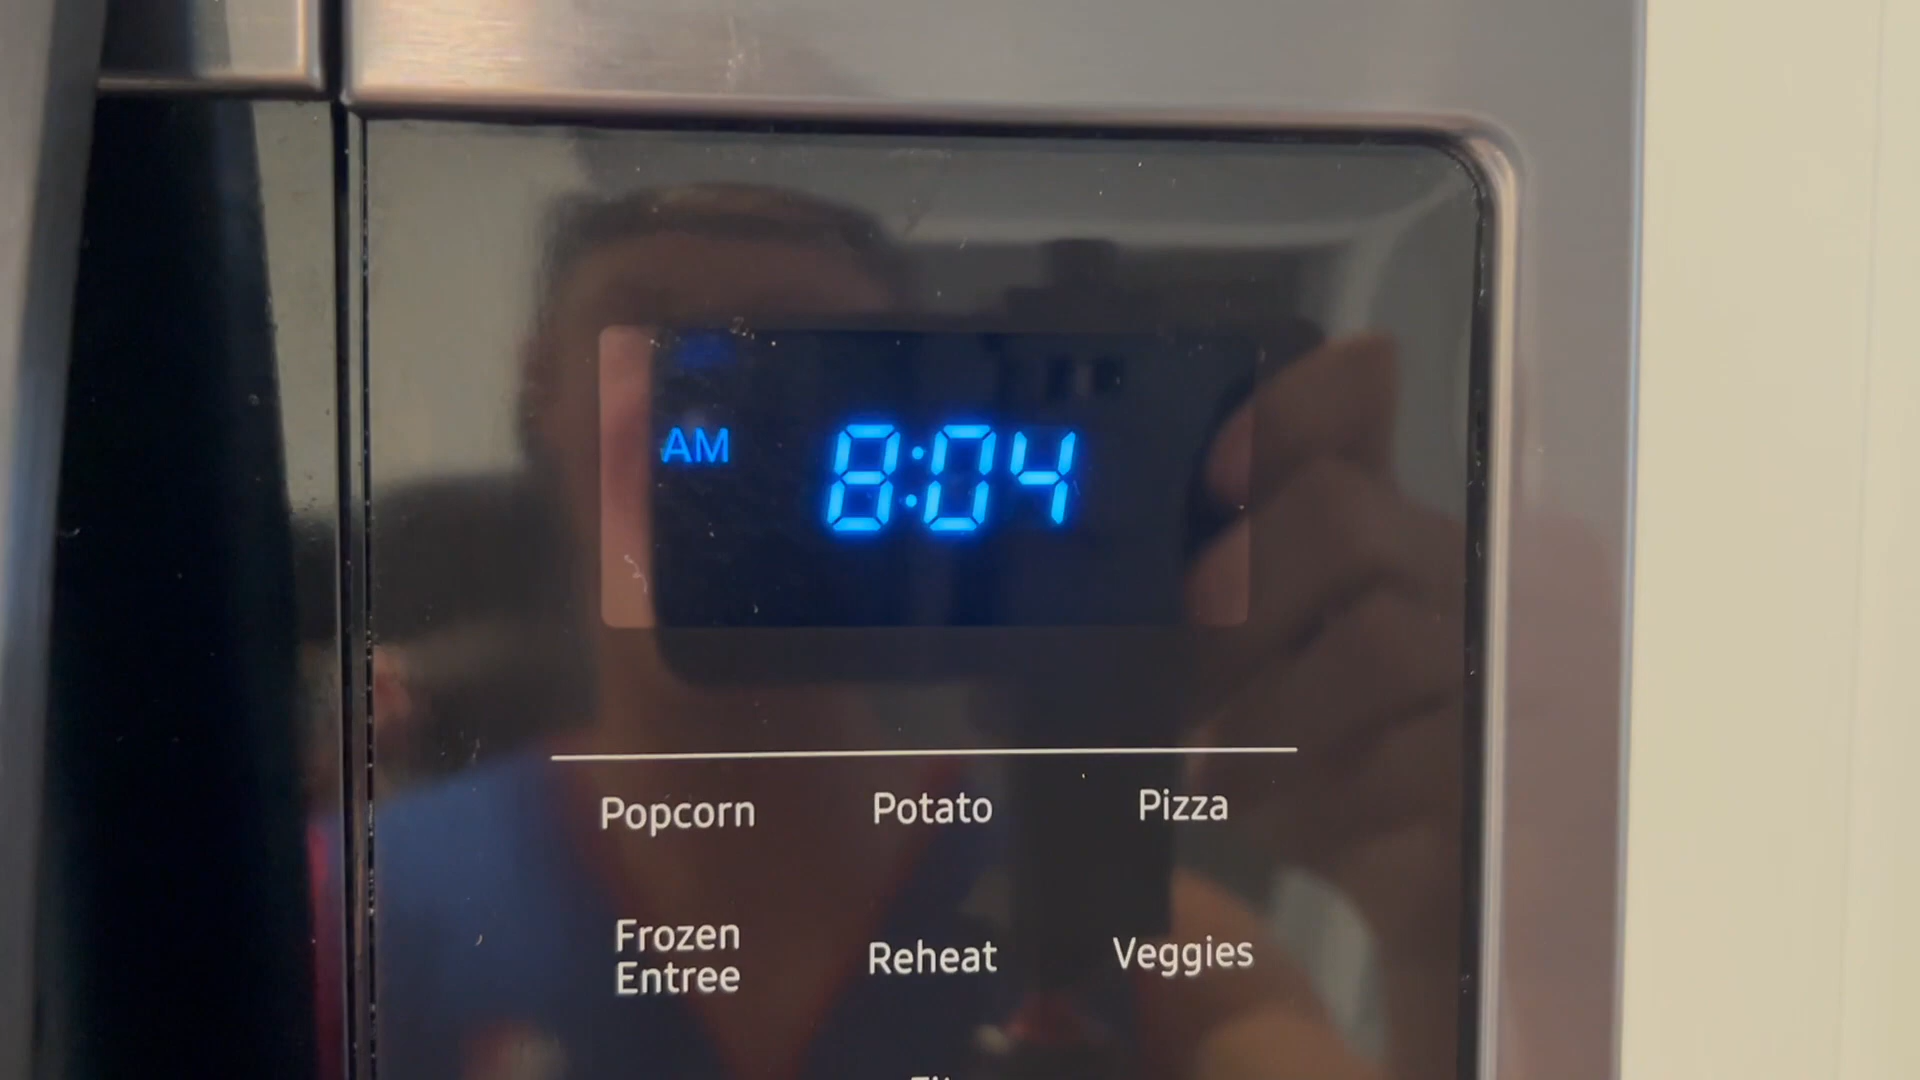 AM 8:04
Popcorn Potato Pizza
Frozen
Entree Reheat Veggies